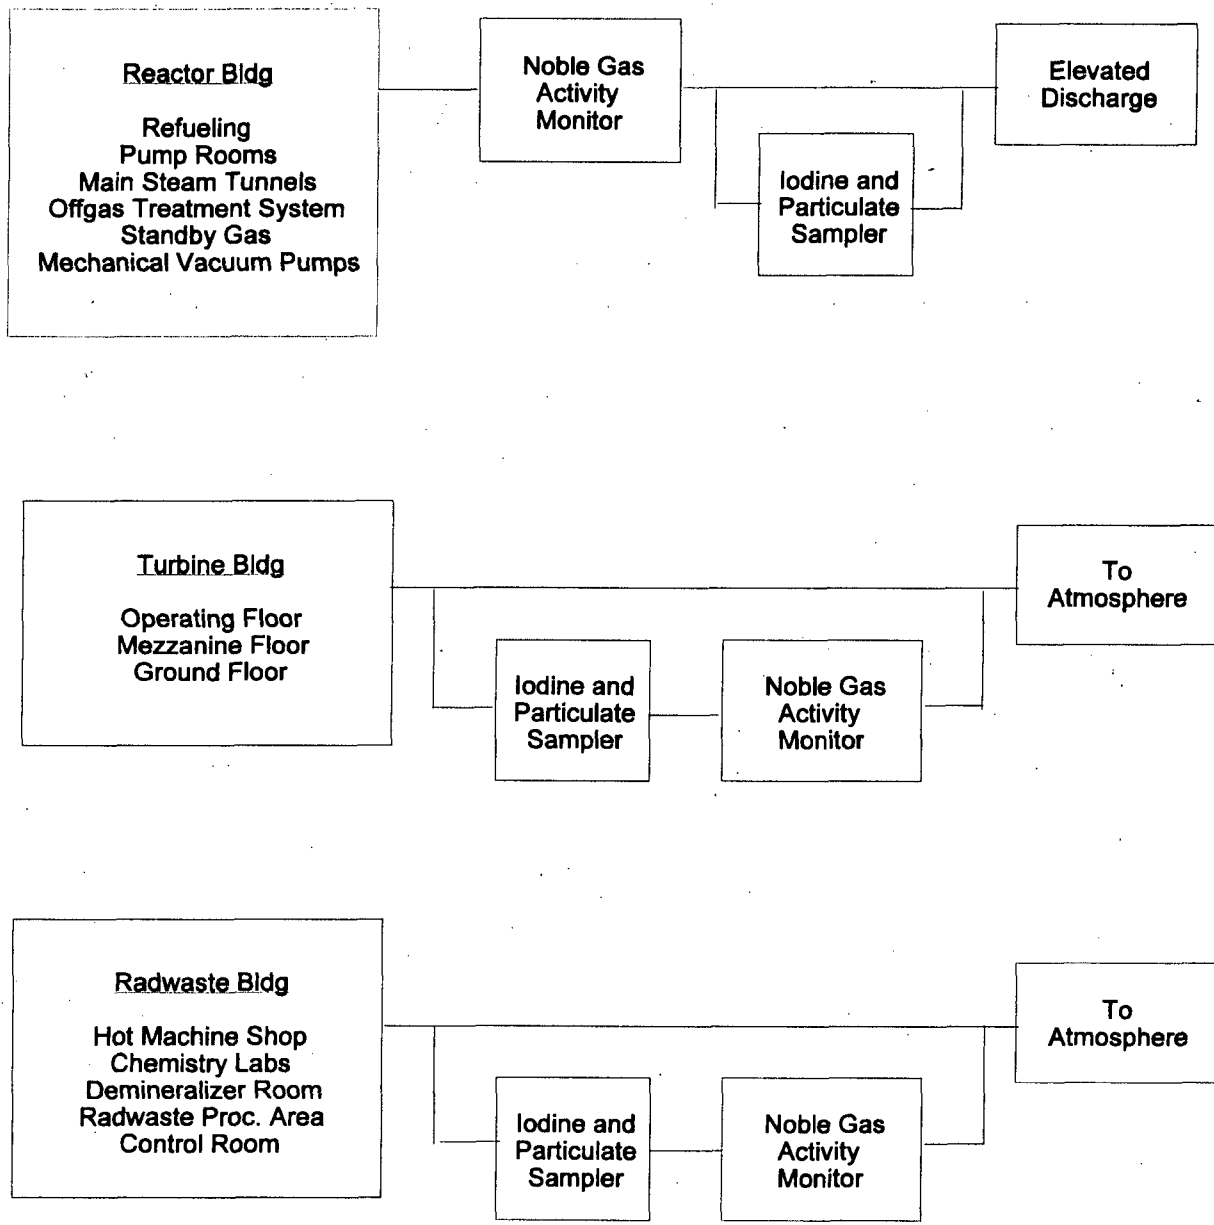 Reactor Bldg
Refueling
Pump Rooms
Main Steam Tunnels
Offgas Treatment System
Standby Gas
Mechanical Vacuum Pumps
Noble Gas
Activity
Monitor
Iodine and
Particulate
Sampler
Elevated
Discharge
Turbine Bldg
Operating Floor
Mezzanine Floor
Ground Floor
Iodine and
Particulate
Sampler
Noble Gas
Activity
Monitor
To
Atmosphere
Radwaste Bldg
Hot Machine Shop
Chemistry Labs
Demineralizer Room
Radwaste Proc. Area
Control Room
Iodine and
Particulate
Sampler
Noble Gas
Activity
Monitor
To
Atmosphere